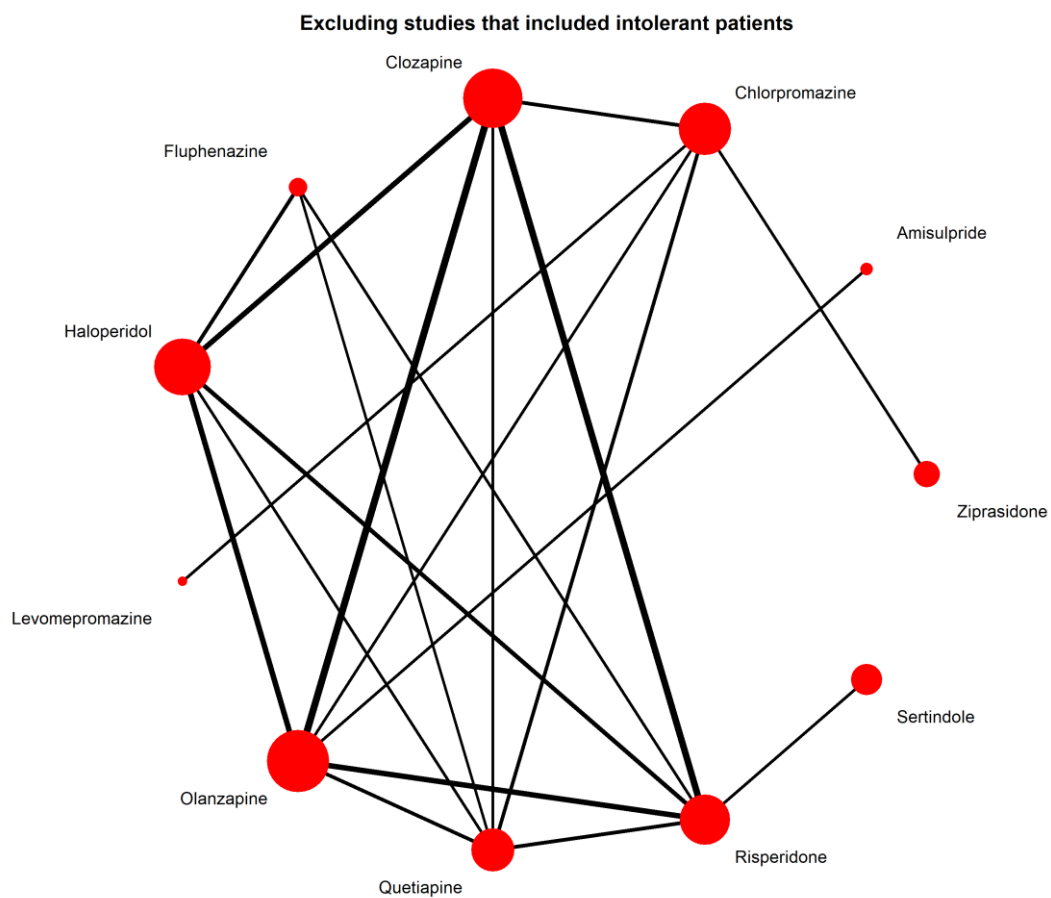 Excluding studies that included intolerant patients
Clozapine
Chlorpromazine
Fluphenazine
Amisulpride
Haloperidol
Ziprasidone
Levomepromazine
Sertindole
Olanzapine
Risperidone
Quetiapine